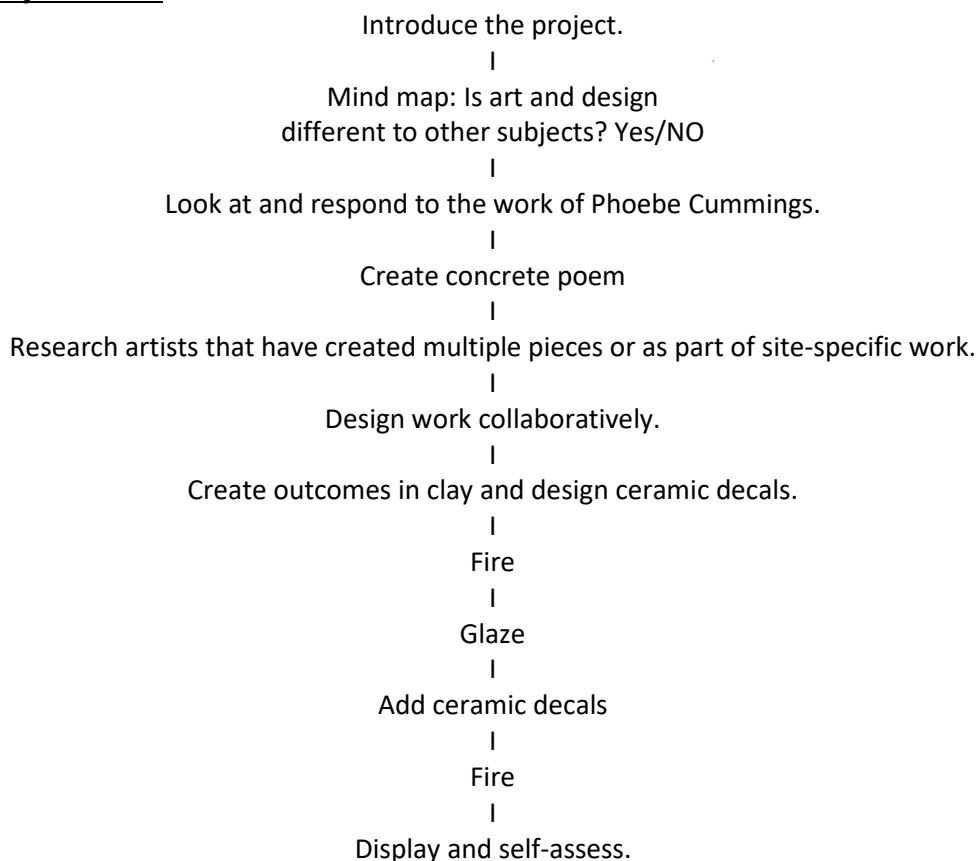 Introduce the project.
I
Mind map: Is art and design
different to other subjects? Yes/NO
I
Look at and respond to the work of Phoebe Cummings.
I
Create concrete poem
I
Research artists that have created multiple pieces or as part of site-specific work.
I
Design work collaboratively.
I
Create outcomes in clay and design ceramic decals.
I
Fire
I
Glaze
I
Add ceramic decals
I
Fire
I
Display and self-assess.